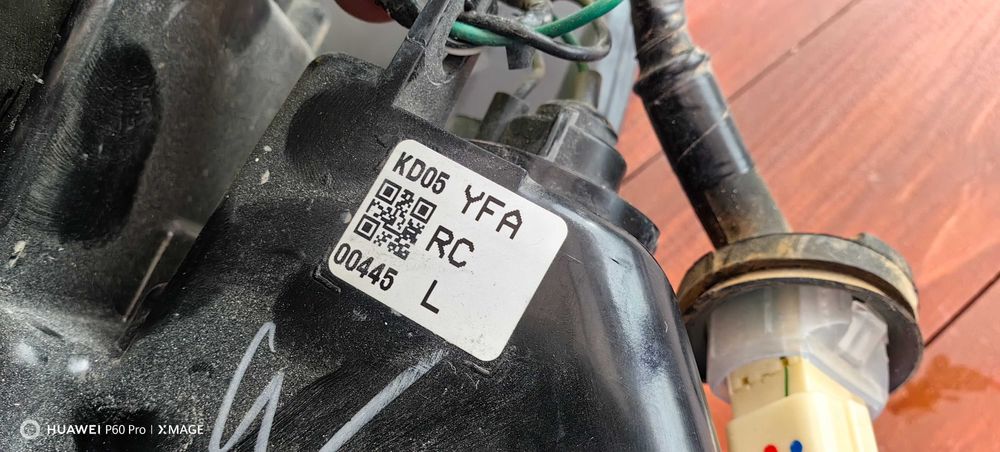 KD05 YFA
RC
00445 L
HUAWEI P60 Pro | XMAGE